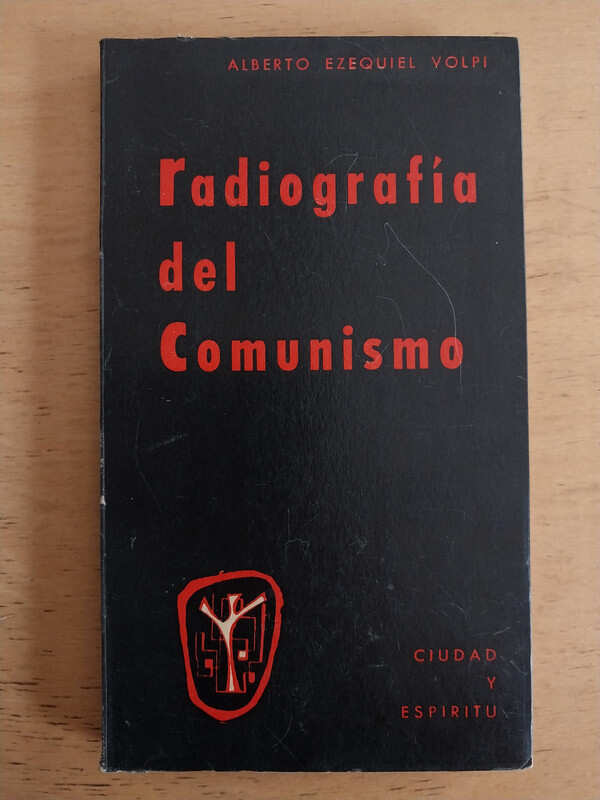 ALBERTO EZEQUIEL VOLPI
radiografía
del
Comunismo
CIUDAD
Y
ESPIRITU